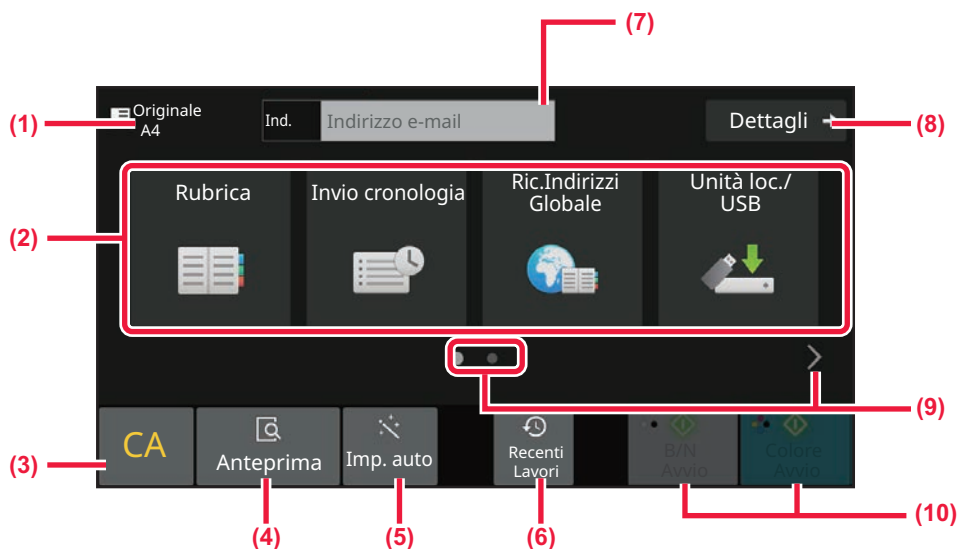 (7)
(1)
Originale
A4
Ind.
Indirizzo e-mail
Dettagli
(8)
(2)
Rubrica
Invio cronologia
Ric.Indirizzi
Globale
Unità loc./
USB
(9)
(3)
CA
Anteprima
Imp. auto
Recenti
Lavori
B/N
Avvio
Colore
Avvio
(4)
(5)
(6)
(10)